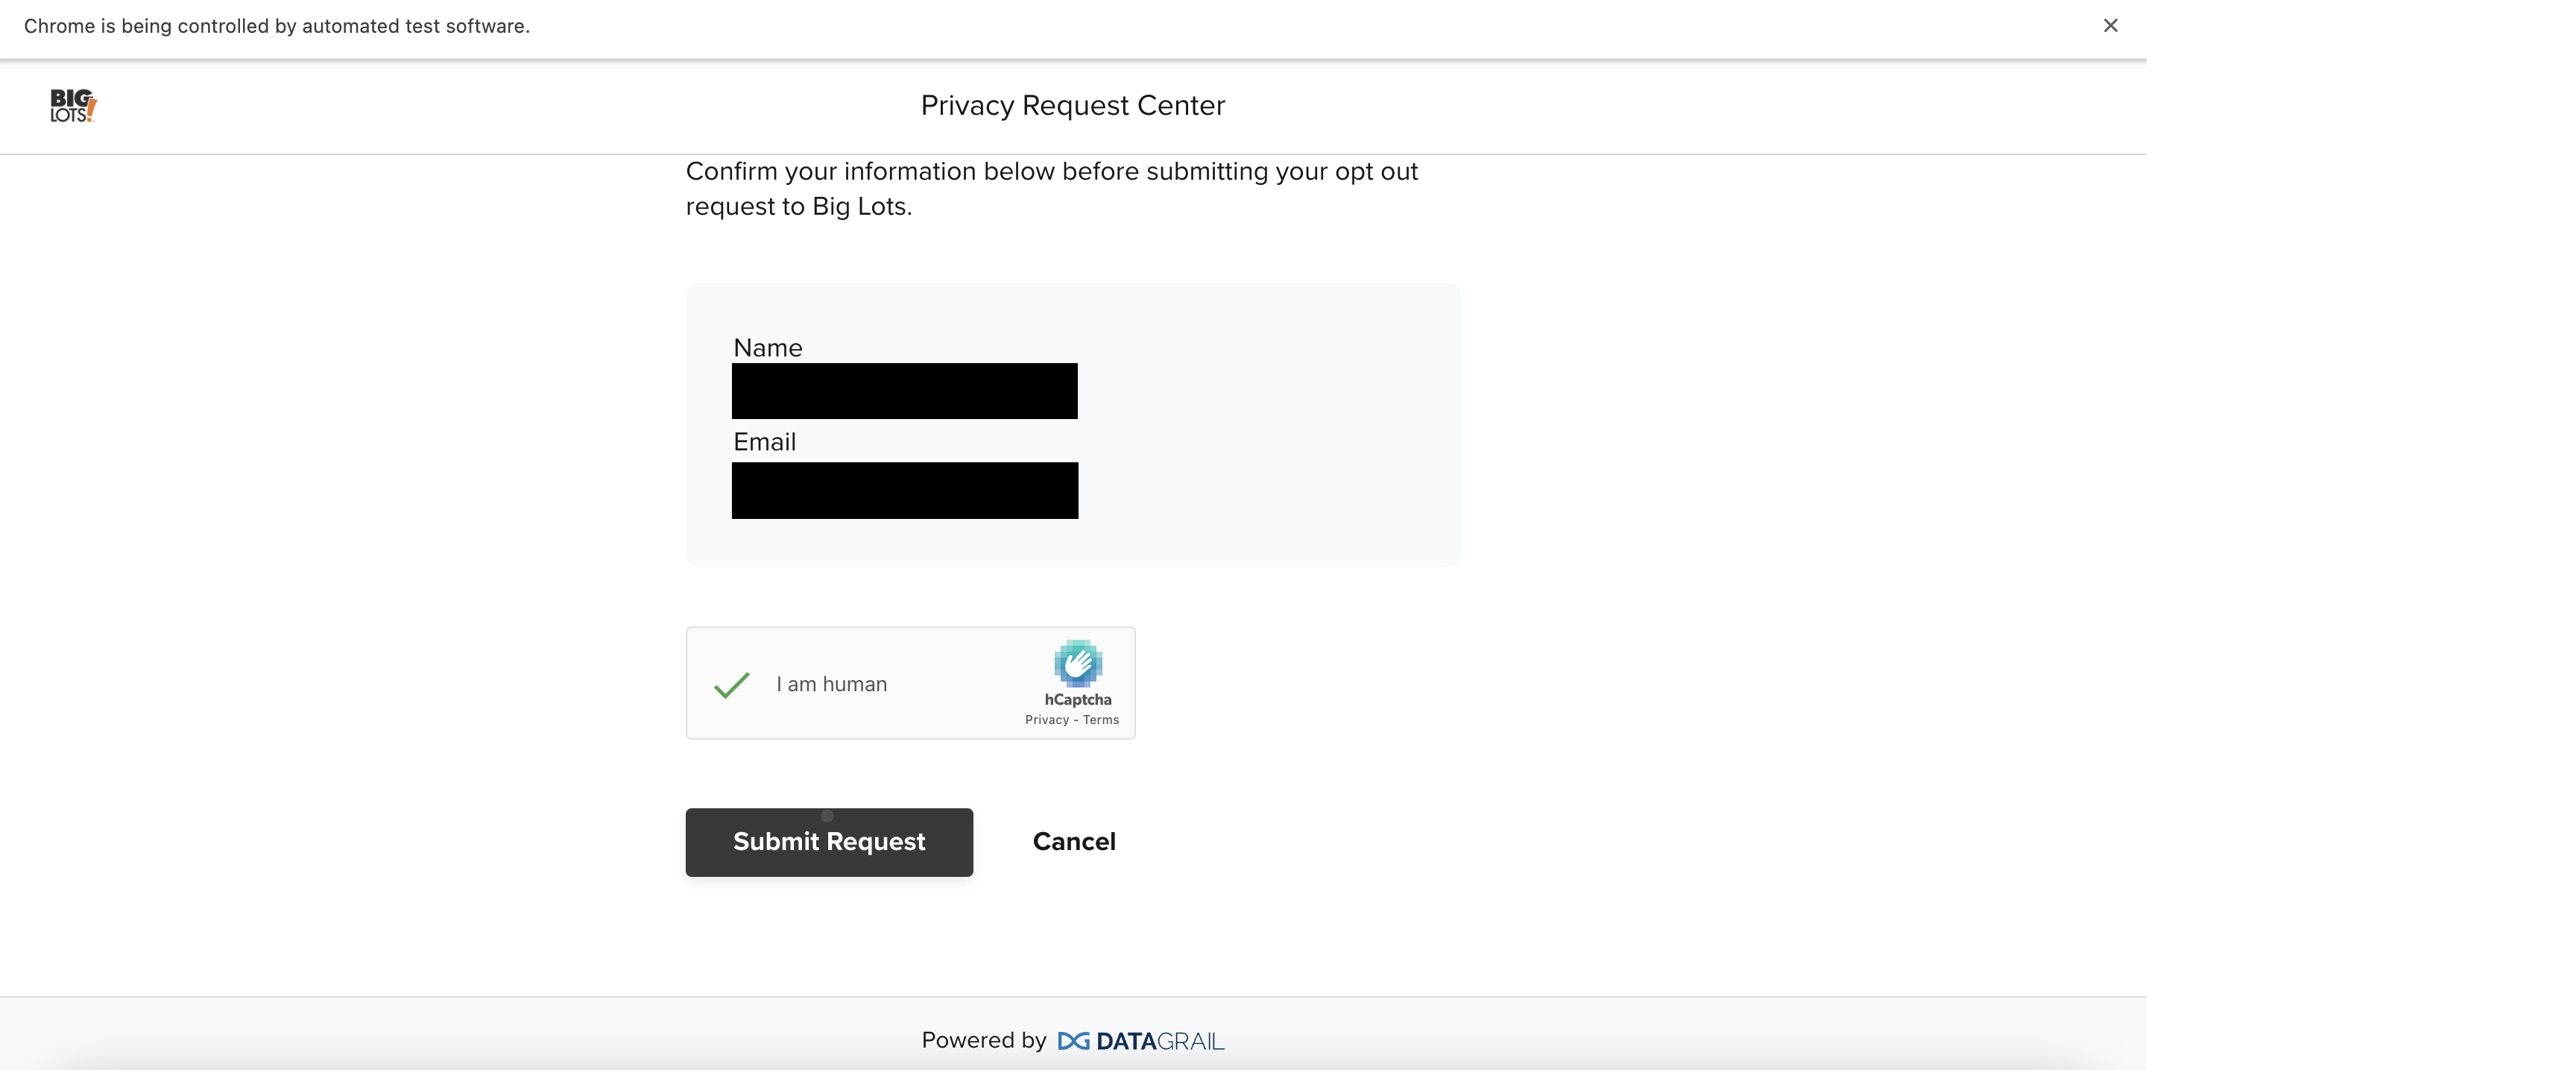 Chrome is being controlled by automated test software.
BIG
LOTS!
Privacy Request Center
Confirm your information below before submitting your opt out
request to Big Lots.
Name
Email
I am human
hCaptcha
Privacy - Terms
Submit Request
Cancel
Powered by DATAGRAIL